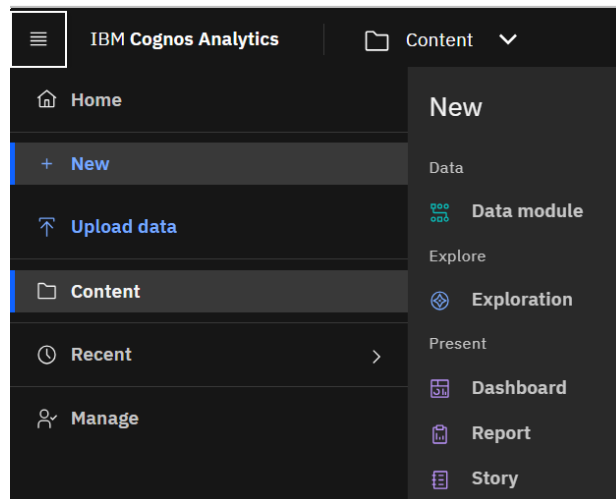 IBM Cognos Analytics
Content
Home
New
Upload data
Content
Recent
Manage
New
Data
Data module
Explore
Exploration
Present
Dashboard
Report
Story